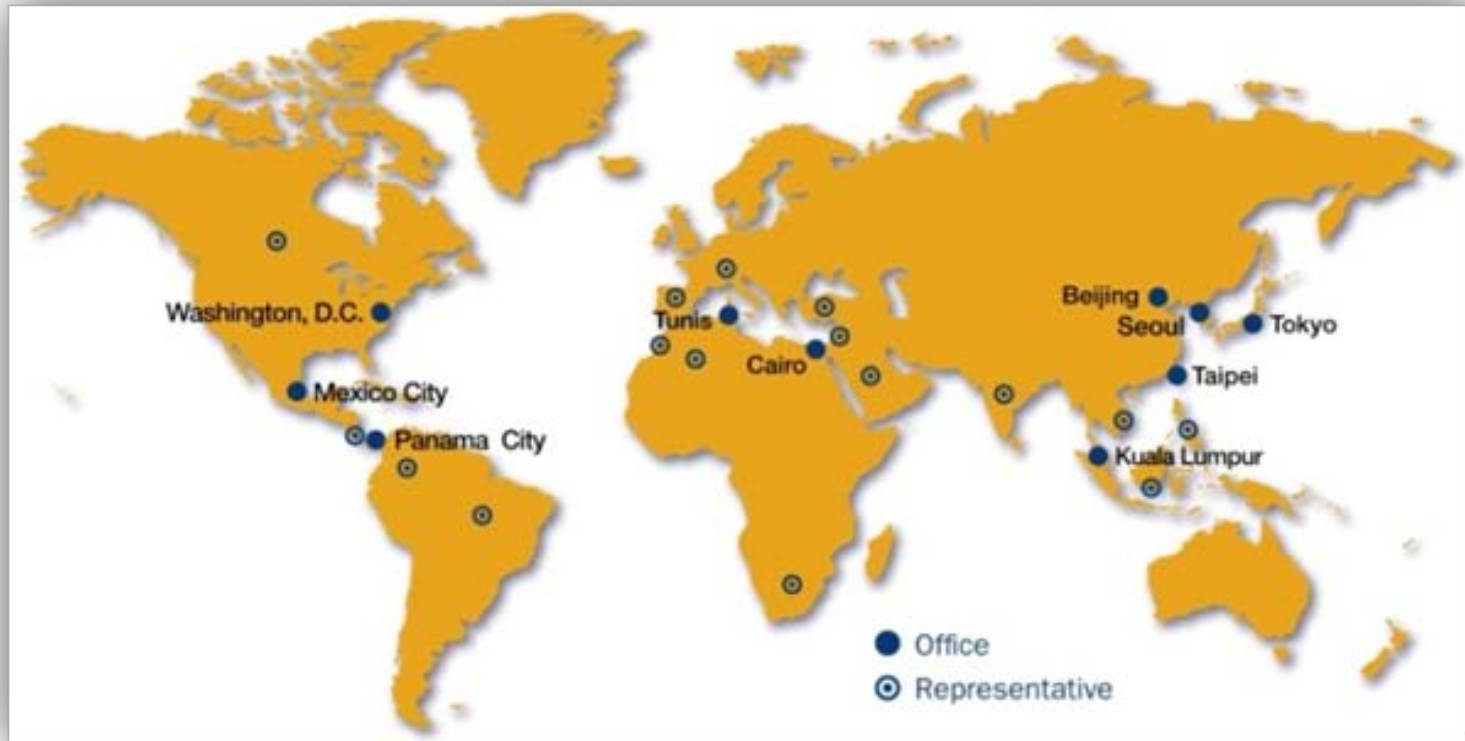 Washington, D.C.
Mexico City
Panama City
Tunis
Cairo
Beijing
Seoul
Tokyo
Taipei
Kuala Lumpur
Office
Representative